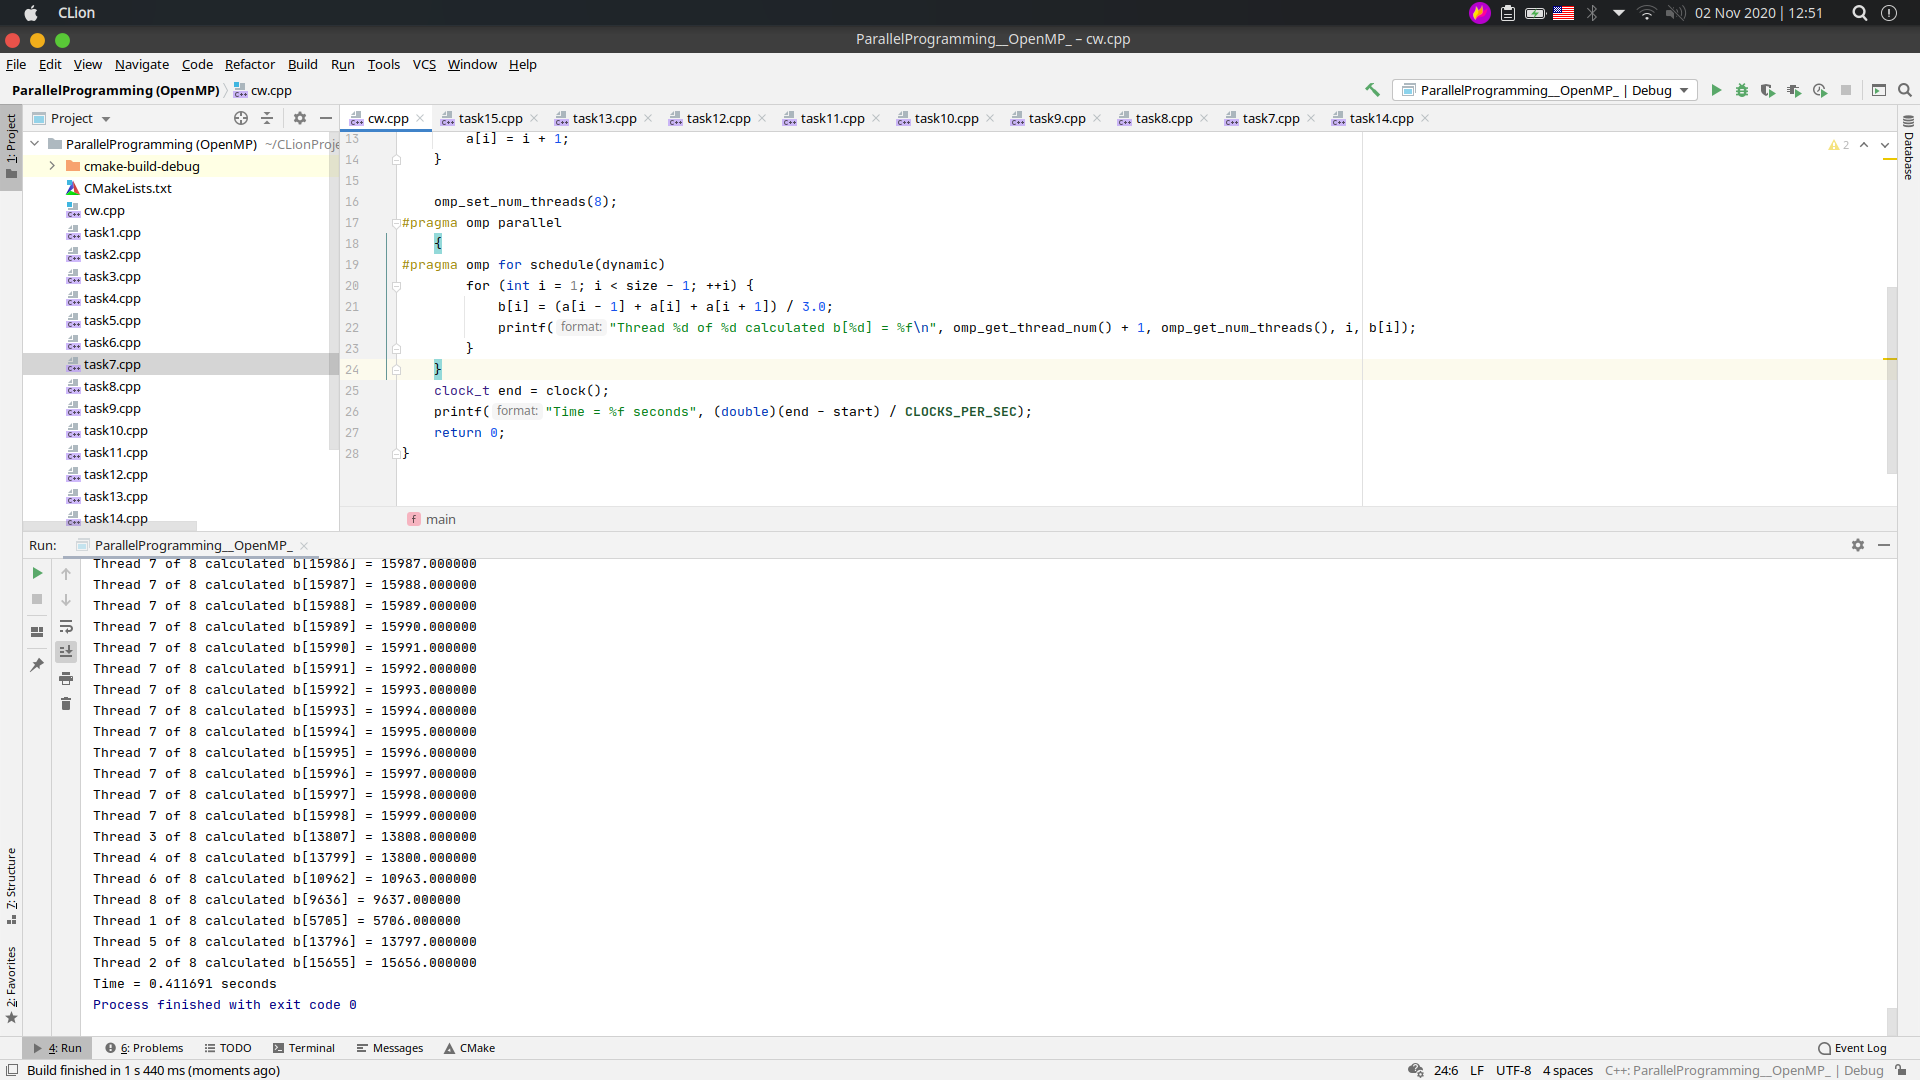 CLion
02 Nov 2020 | 12:51
ParallelProgramming__OpenMP_ – cw.cpp
File Edit View Navigate Code Refactor Build Run Tools VCS Window Help
ParallelProgramming (OpenMP) cw.cpp
ParallelProgramming__OpenMP_ | Debug
1: Project
Project
cw.cpp task15.cpp task13.cpp task12.cpp task11.cpp task10.cpp task9.cpp task8.cpp task7.cpp task14.cpp
Database
ParallelProgramming (OpenMP) ~/CLionProje
cmake-build-debug
CMakeLists.txt
cw.cpp
task1.cpp
task2.cpp
task3.cpp
task4.cpp
task5.cpp
task6.cpp
task7.cpp
task8.cpp
task9.cpp
task10.cpp
task11.cpp
task12.cpp
task13.cpp
task14.cpp
2
13 a[i] = i + 1;
14 }
15
16 omp_set_num_threads(8);
17 #pragma omp parallel
18 {
19 #pragma omp for schedule(dynamic)
20 for (int i = 1; i < size - 1; ++i) {
21 b[i] = (a[i - 1] + a[i] + a[i + 1]) / 3.0;
22 printf( format: "Thread %d of %d calculated b[%d] = %f\n", omp_get_thread_num() + 1, omp_get_num_threads(), i, b[i]);
23 }
24 }
25 clock_t end = clock();
26 printf( format: "Time = %f seconds", (double)(end - start) / CLOCKS_PER_SEC);
27 return 0;
28 }
f main
Run: ParallelProgramming__OpenMP_
Thread 7 of 8 calculated b[15986] = 15987.000000
Thread 7 of 8 calculated b[15987] = 15988.000000
Thread 7 of 8 calculated b[15988] = 15989.000000
Thread 7 of 8 calculated b[15989] = 15990.000000
Thread 7 of 8 calculated b[15990] = 15991.000000
Thread 7 of 8 calculated b[15991] = 15992.000000
Thread 7 of 8 calculated b[15992] = 15993.000000
Thread 7 of 8 calculated b[15993] = 15994.000000
Thread 7 of 8 calculated b[15994] = 15995.000000
Thread 7 of 8 calculated b[15995] = 15996.000000
Thread 7 of 8 calculated b[15996] = 15997.000000
Thread 7 of 8 calculated b[15997] = 15998.000000
Thread 7 of 8 calculated b[15998] = 15999.000000
Thread 3 of 8 calculated b[13807] = 13808.000000
Thread 4 of 8 calculated b[13799] = 13800.000000
Thread 6 of 8 calculated b[10962] = 10963.000000
Thread 8 of 8 calculated b[9636] = 9637.000000
Thread 1 of 8 calculated b[5705] = 5706.000000
Thread 5 of 8 calculated b[13796] = 13797.000000
Thread 2 of 8 calculated b[15655] = 15656.000000
Time = 0.411691 seconds
Process finished with exit code 0
7: Structure
2: Favorites
4: Run 6: Problems TODO Terminal Messages CMake
Event Log
Build finished in 1 s 440 ms (moments ago)
24:6 LF UTF-8 4 spaces C++: ParallelProgramming__OpenMP_ | Debug